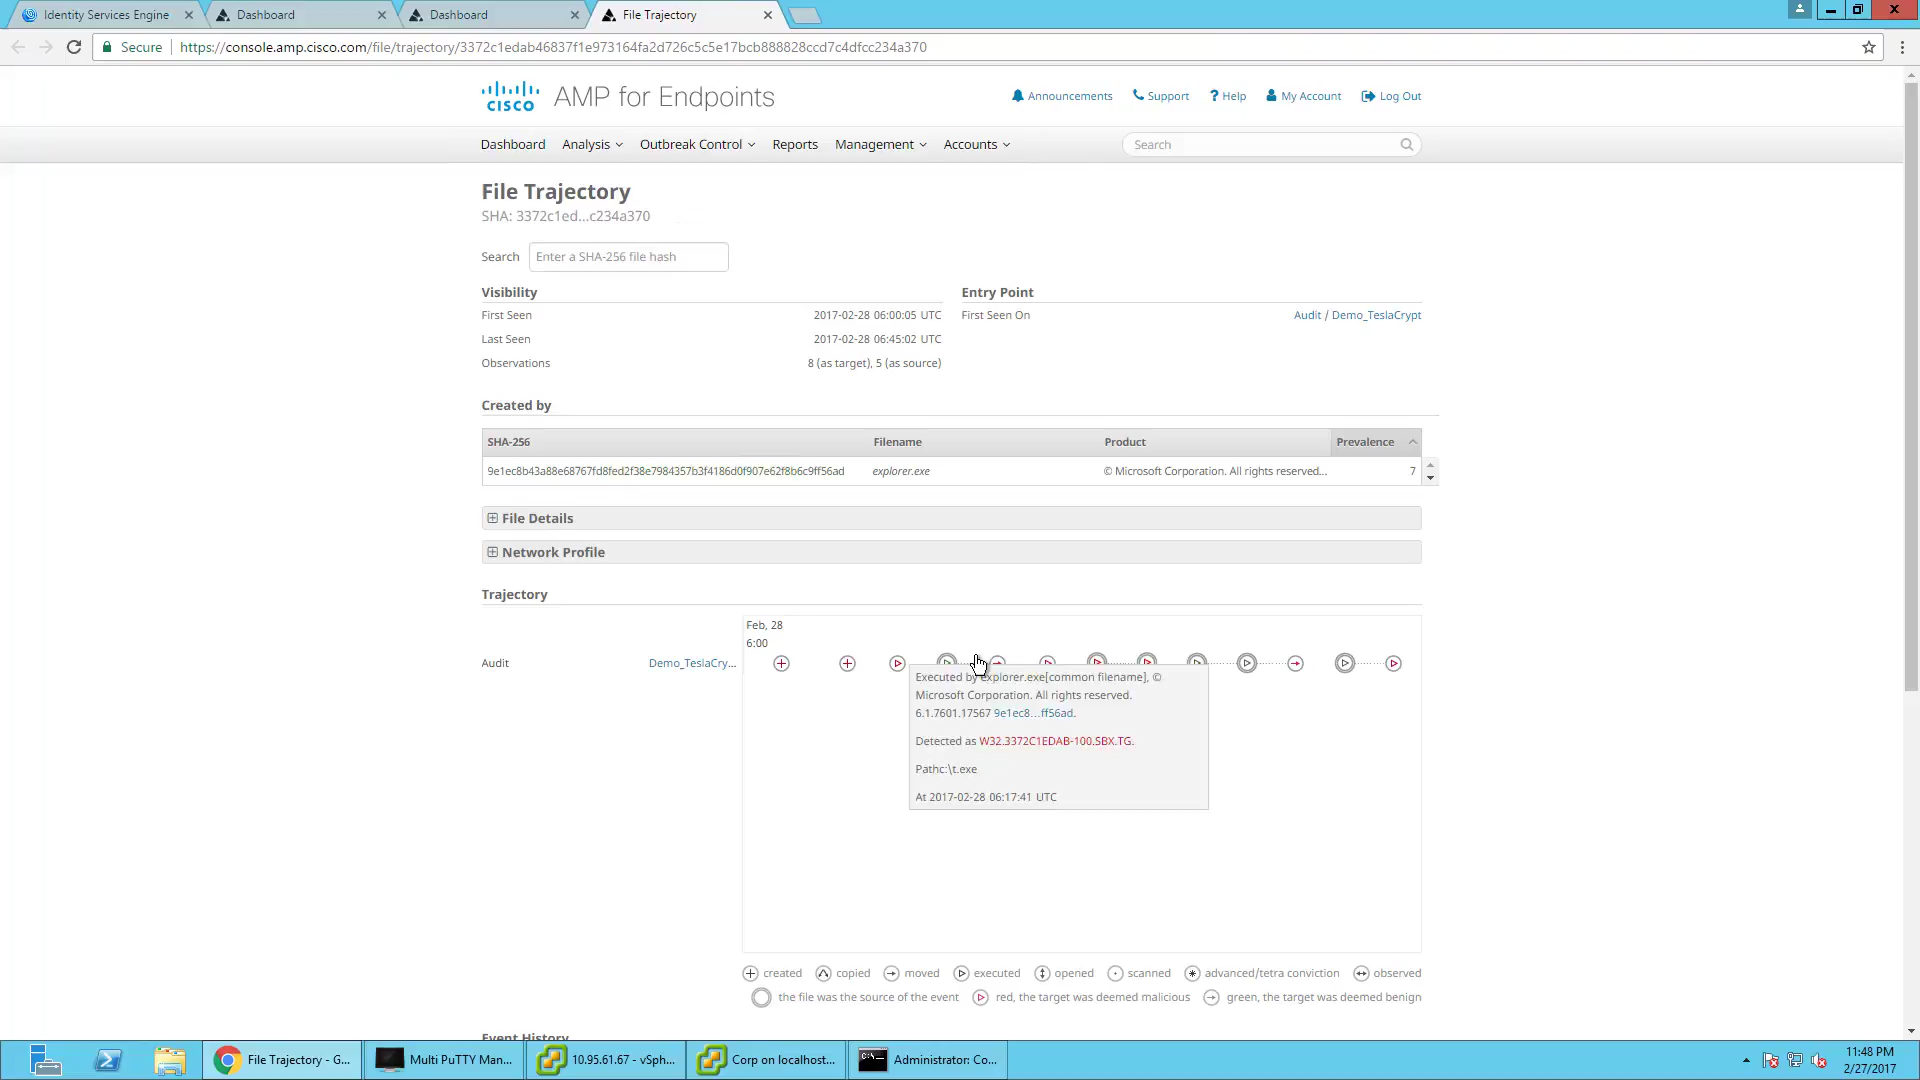 Identity Services Engine
Dashboard
Dashboard
File Trajectory
Secure
https://console.amp.cisco.com/file/trajectory/3372c1edab46837f1e973164fa2d726c5c5e17bcb888828ccd7c4dfcc234a370
CISCO
AMP for Endpoints
Announcements
Support
? Help
My Account
Log Out
Dashboard
Analysis
Outbreak Control
Reports
Management
Accounts
Search
File Trajectory
SHA: 3372c1ed...c234a370
Search
Enter a SHA-256 file hash
Visibility
First Seen 2017-02-28 06:00:05 UTC
Last Seen 2017-02-28 06:45:02 UTC
Observations 8 (as target), 5 (as source)
Entry Point
First Seen On Audit / Demo_TeslaCrypt
Created by
SHA-256 Filename Product Prevalence
9e1ec8b43a88e68767fd8fed2f38e7984357b3f4186d0f907e62f8b6c9ff56ad explorer.exe © Microsoft Corporation. All rights reserved... 7
File Details
Network Profile
Trajectory
Feb, 28
6:00
Audit Demo_TeslaCry...
Executed by explorer.exe[common filename], ©
Microsoft Corporation. All rights reserved.
6.1.7601.17567 9e1ec8...ff56ad.
Detected as W32.3372C1EDAB-100.SBX.TG.
Pathc:\t.exe
At 2017-02-28 06:17:41 UTC
created copied moved executed opened scanned advanced/tetra conviction observed
the file was the source of the event red, the target was deemed malicious green, the target was deemed benign
Event History
File Trajectory - G...
Multi PuTTY Man...
10.95.61.67 - vSph...
Corp on localhost...
C:\
Administrator: Co...
11:48 PM
2/27/2017